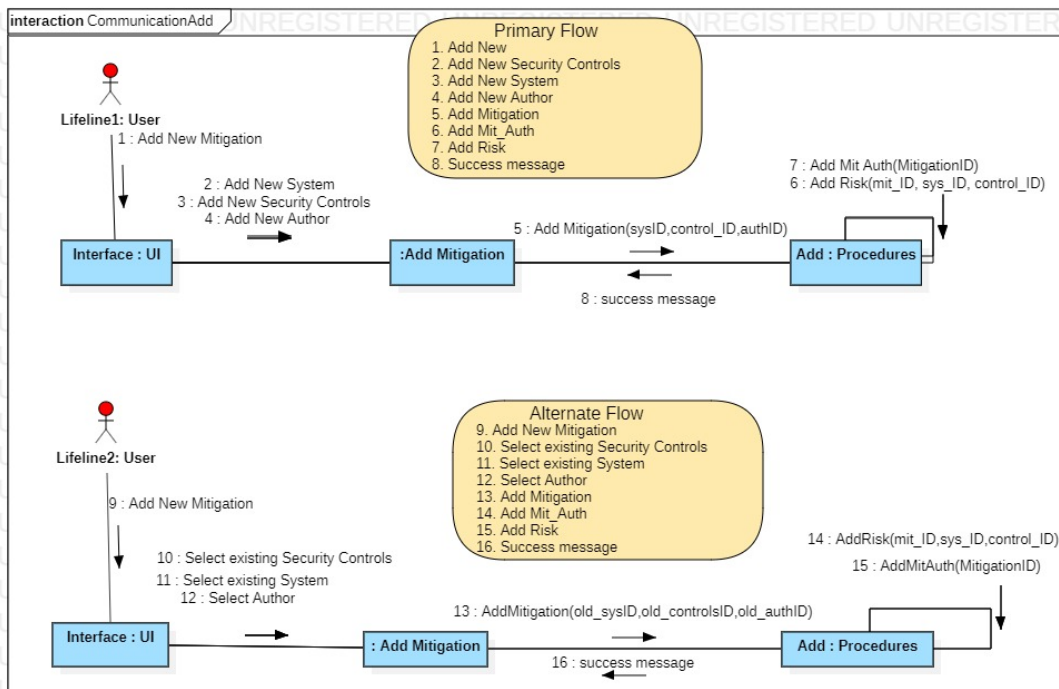 interaction CommunicationAdd
UNREGISTERED UNREGISTERED UNREGISTERED UNREGISTER
Primary Flow
1. Add New
2. Add New Security Controls
3. Add New System
4. Add New Author
5. Add Mitigation
6. Add Mit_Auth
7. Add Risk
8. Success message
Lifeline1: User
1 : Add New Mitigation
2 : Add New System
3 : Add New Security Controls
4 : Add New Author
5 : Add Mitigation(sysID,control_ID,authID)
7 : Add Mit Auth(MitigationID)
6 : Add Risk(mit_ID, sys_ID, control_ID)
Interface : UI
:Add Mitigation
Add : Procedures
8 : success message
Alternate Flow
9. Add New Mitigation
10. Select existing Security Controls
11. Select existing System
12. Select Author
13. Add Mitigation
14. Add Mit_Auth
15. Add Risk
16. Success message
Lifeline2: User
9 : Add New Mitigation
10 : Select existing Security Controls
11 : Select existing System
12 : Select Author
13 : AddMitigation(old_sysID,old_controlsID,old_authID)
14 : AddRisk(mit_ID,sys_ID,control_ID)
15 : AddMitAuth(MitigationID)
Interface : UI
: Add Mitigation
Add : Procedures
16 : success message